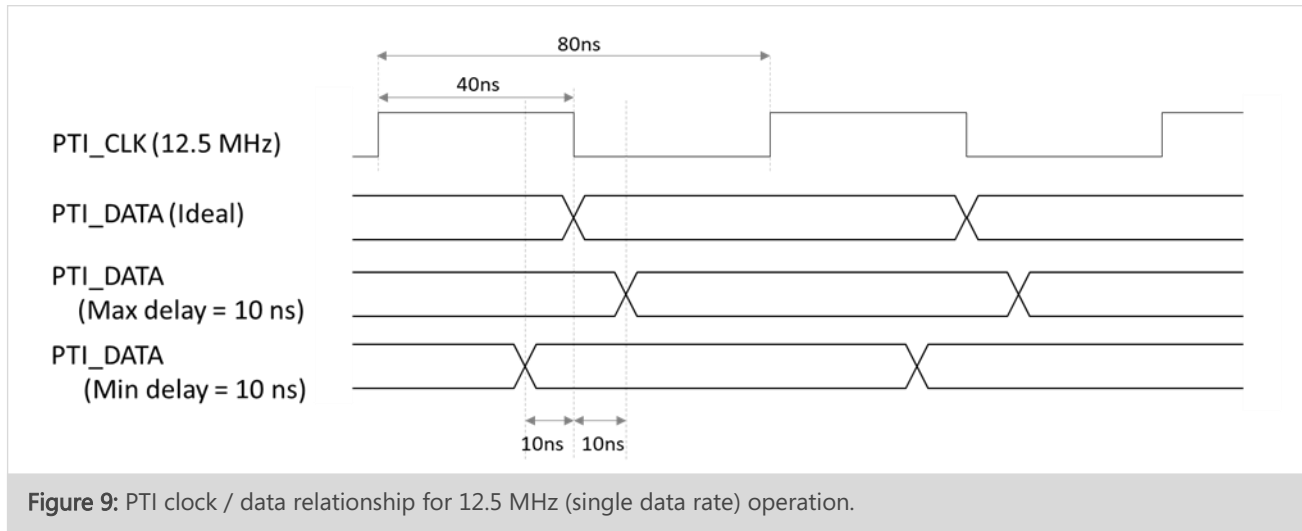 80ns
40ns
PTI_CLK (12.5 MHz)
PTI_DATA (Ideal)
PTI_DATA
(Max delay = 10 ns)
PTI_DATA
(Min delay = 10 ns)
10ns 10ns
Figure 9: PTI clock / data relationship for 12.5 MHz (single data rate) operation.